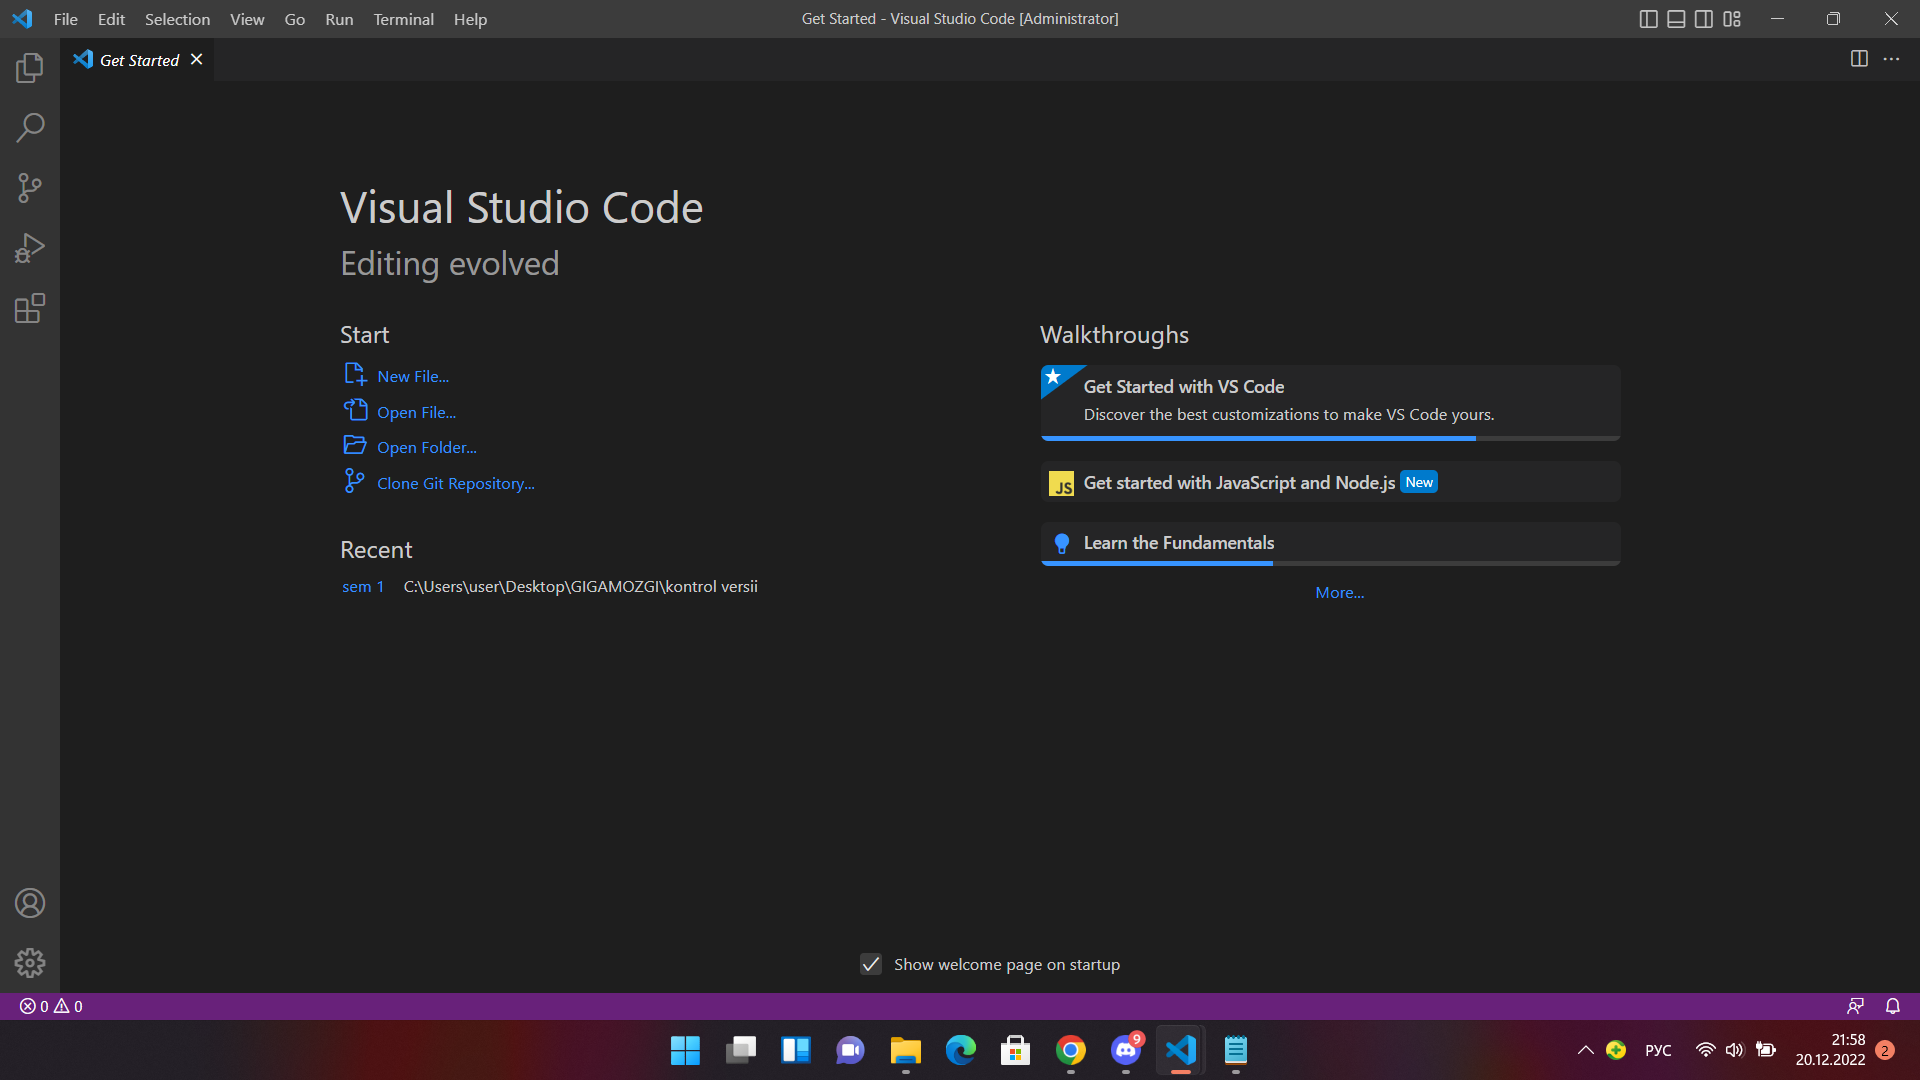 File Edit Selection View Go Run Terminal Help
Get Started - Visual Studio Code [Administrator]
Get Started
Visual Studio Code
Editing evolved
Start
New File...
Open File...
Open Folder...
Clone Git Repository...
Recent
sem 1 C:\Users\user\Desktop\GIGAMOZGI\kontrol versii
Walkthroughs
Get Started with VS Code
Discover the best customizations to make VS Code yours.
JS Get started with JavaScript and Node.js New
Learn the Fundamentals
More...
Show welcome page on startup
0 0
9
РУС
21:58
20.12.2022
2